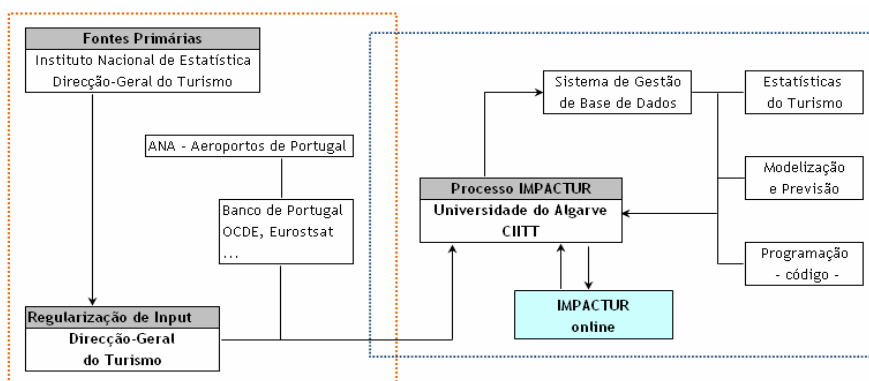 Fontes Primárias
Instituto Nacional de Estatística
Direcção-Geral do Turismo
ANA - Aeroportos de Portugal
Banco de Portugal
OCDE, Eurostsat
...
Regularização de Input
Direcção-Geral
do Turismo
Sistema de Gestão
de Base de Dados
Estatísticas
do Turismo
Processo IMPACTUR
Universidade do Algarve
CIITT
Modelização
e Previsão
Programação
- código -
IMPACTUR
online